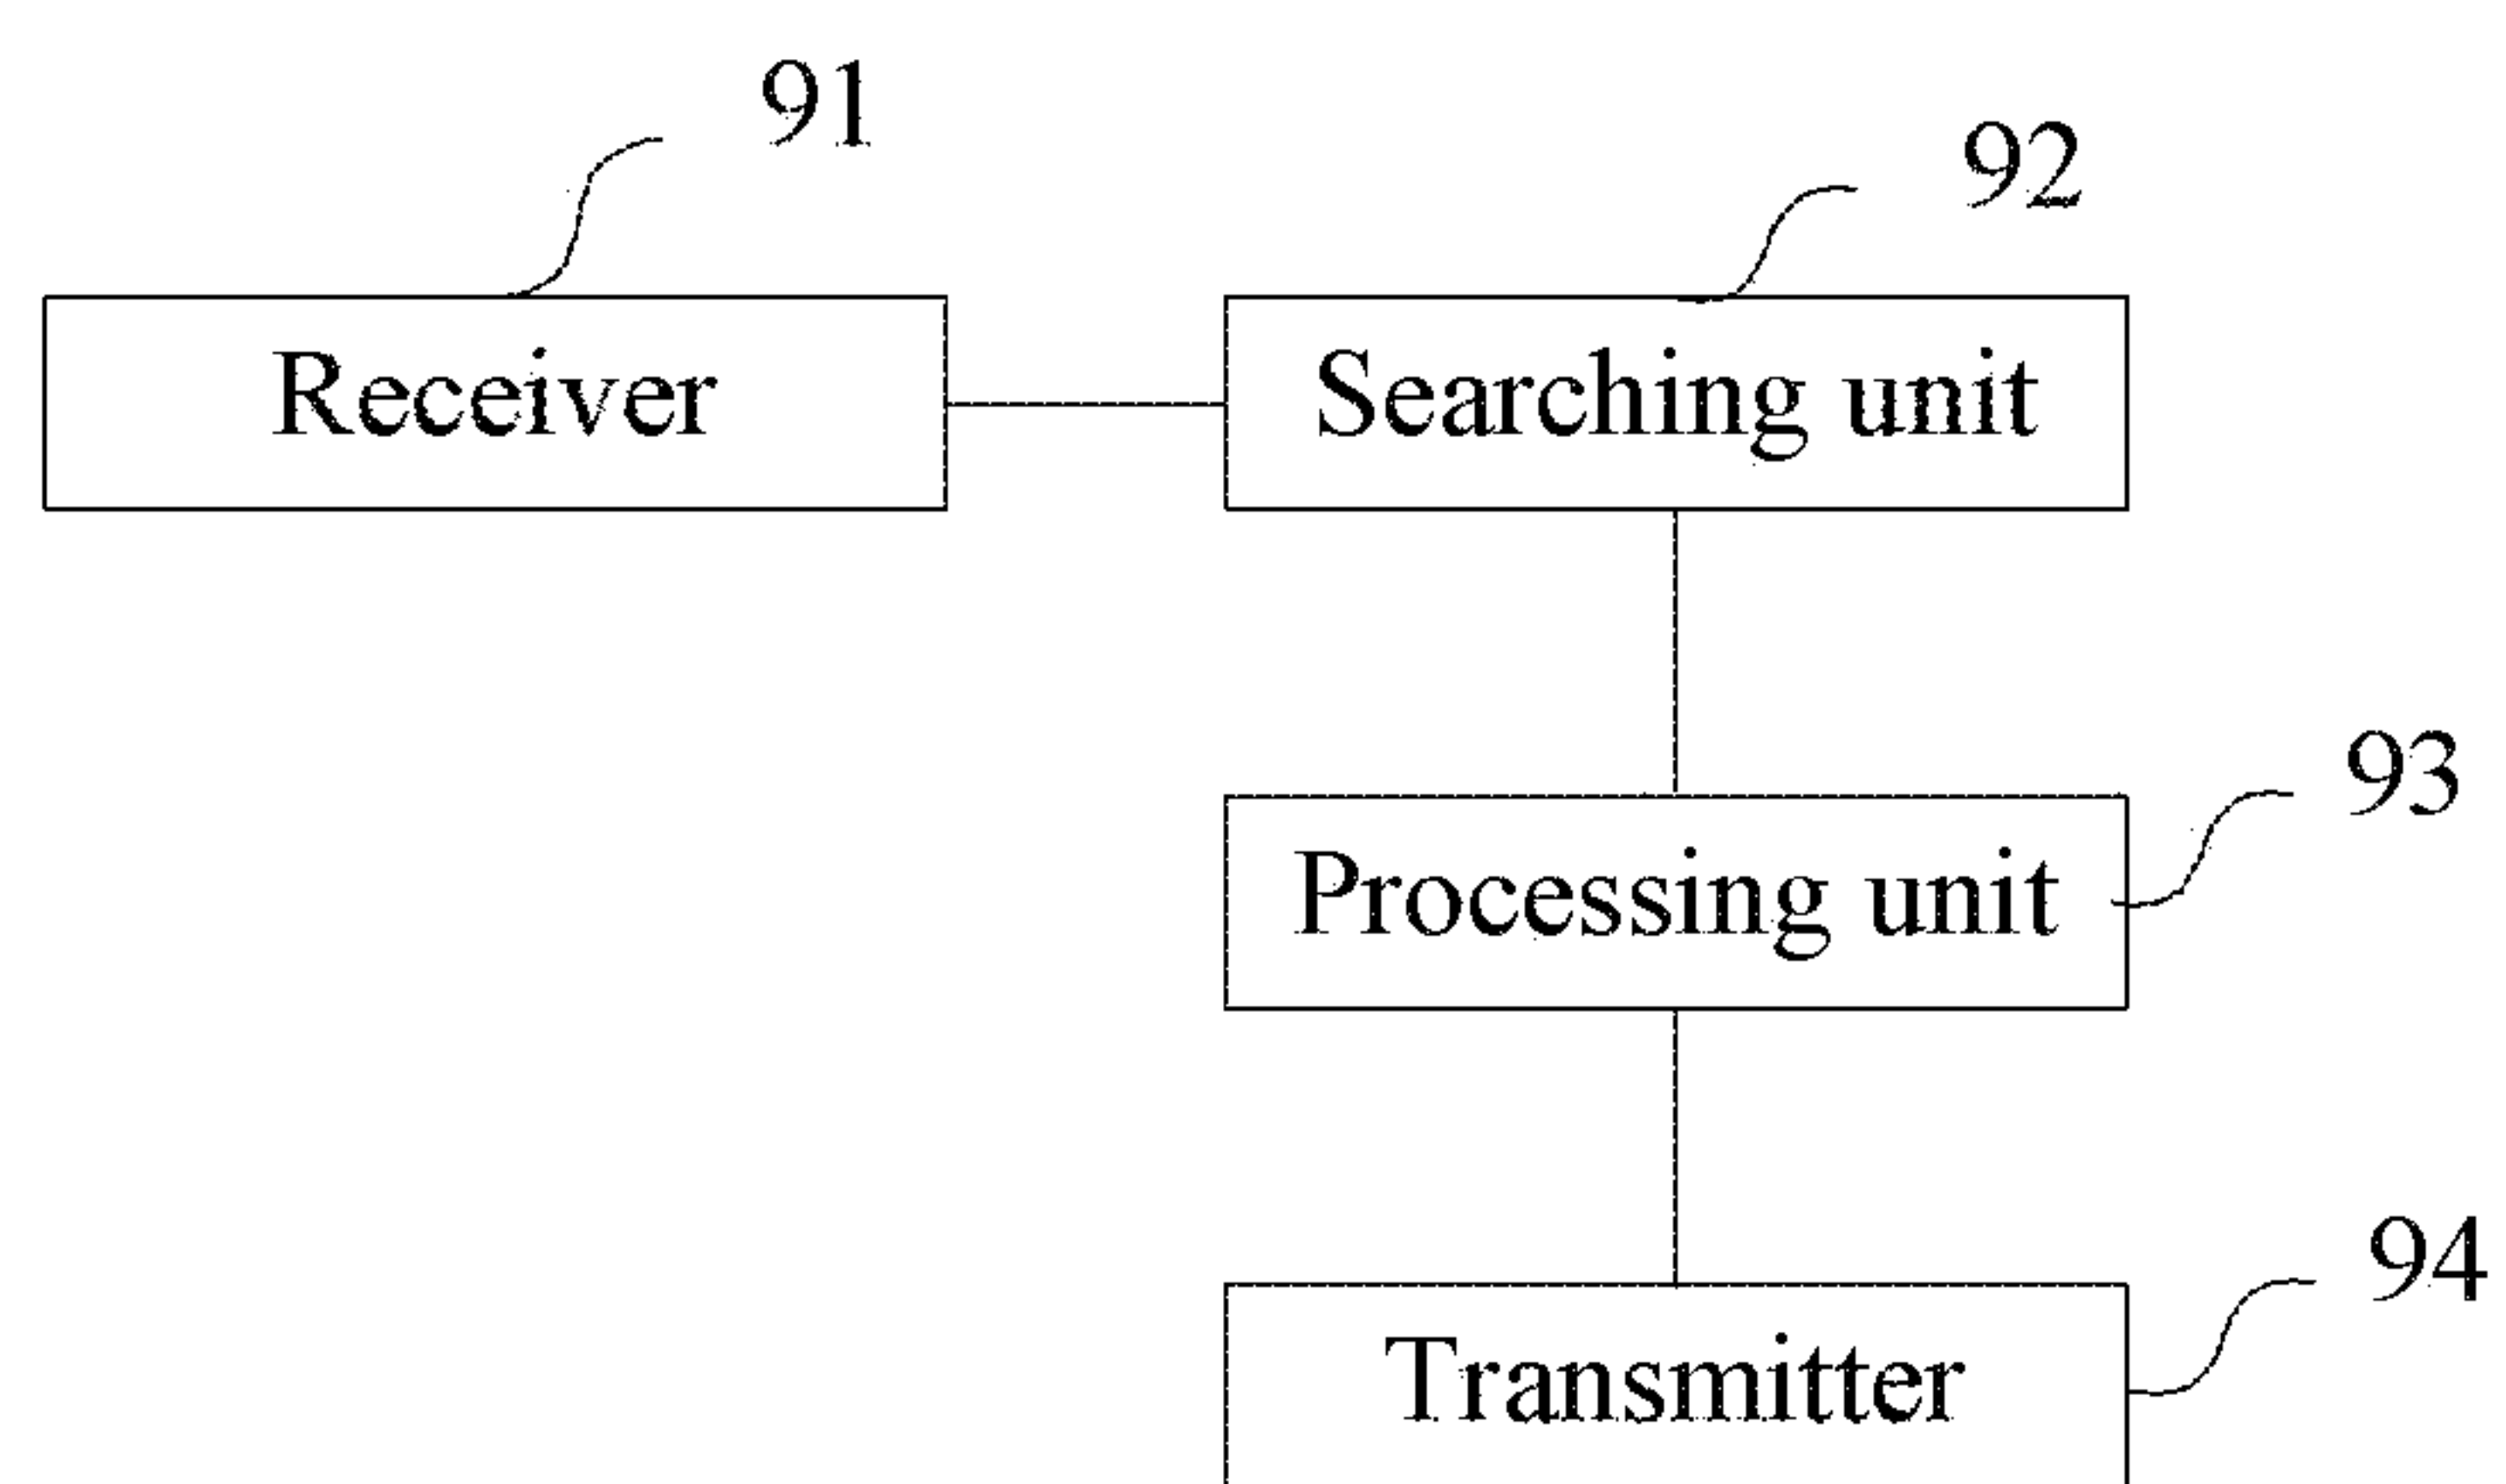 91
92
Receiver
Searching unit
93
Processing unit
94
Transmitter